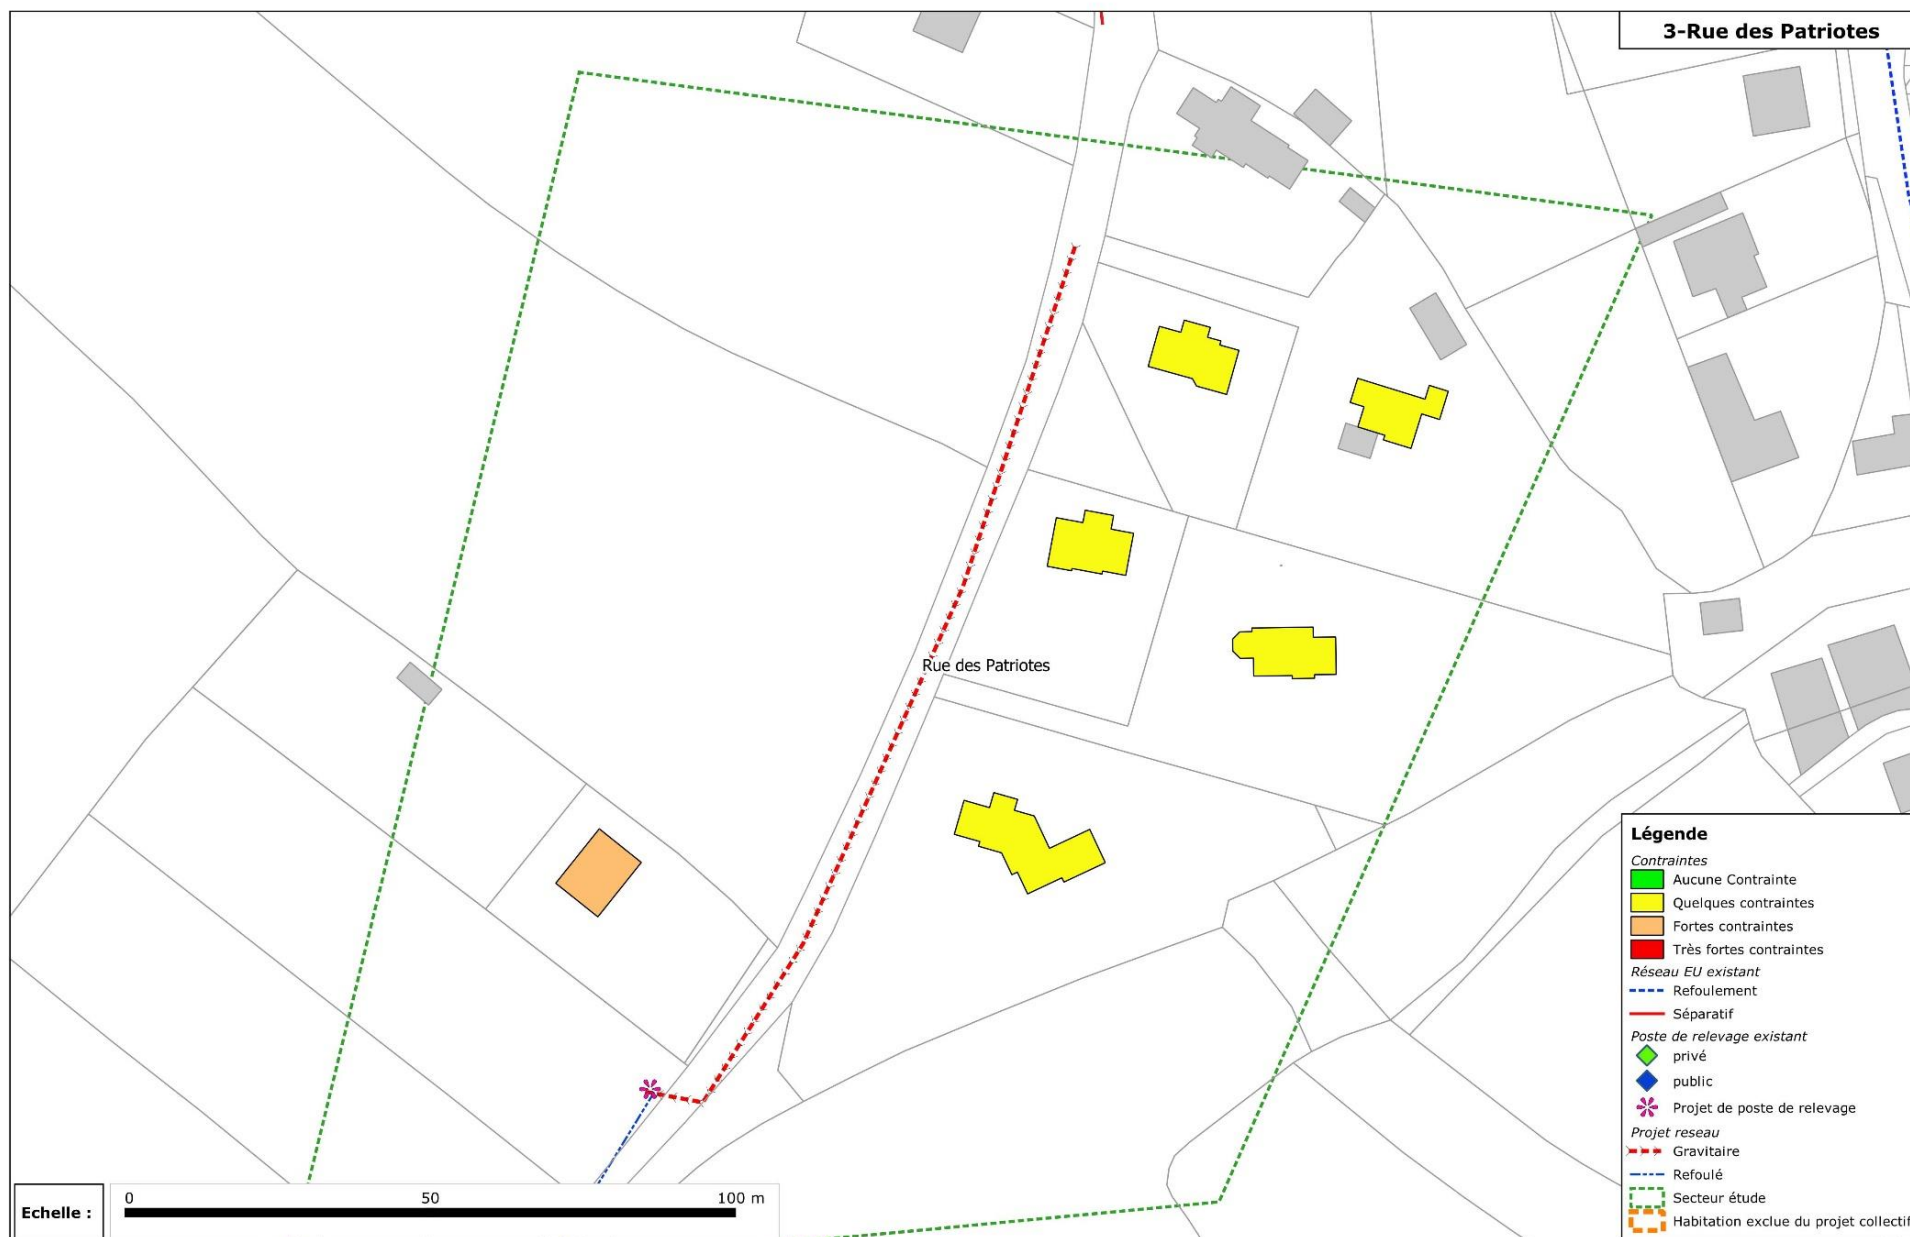 3-Rue des Patriotes
Rue des Patriotes
Légende
Contraintes
Aucune Contrainte
Quelques contraintes
Fortes contraintes
Très fortes contraintes
Réseau EU existant
Refoulement
Séparatif
Poste de relevage existant
privé
public
Projet de poste de relevage
Projet reseau
Gravitaire
Refoulé
Secteur étude
Habitation exclue du projet collectif
Echelle :
0 50 100 m